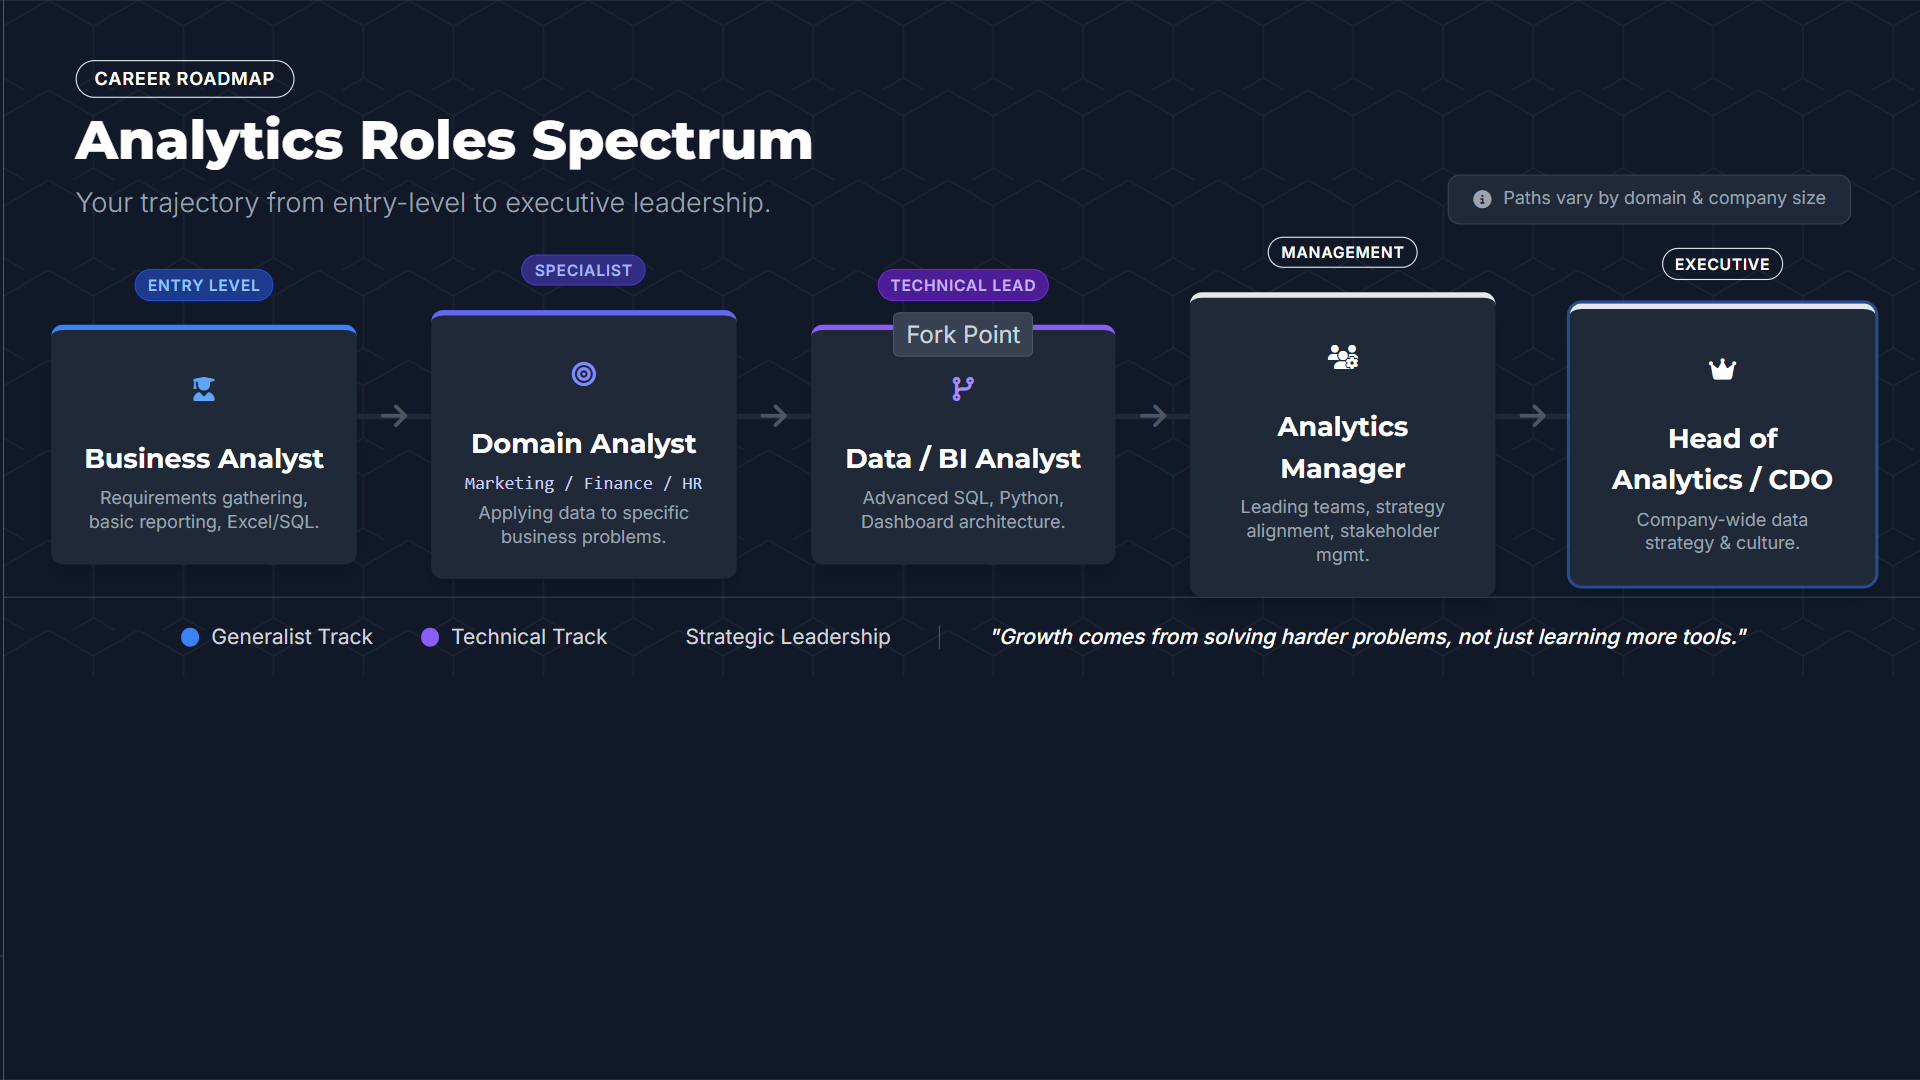 CAREER ROADMAP
Analytics Roles Spectrum
Your trajectory from entry-level to executive leadership.
Paths vary by domain & company size
ENTRY LEVEL
Business Analyst
Requirements gathering,
basic reporting, Excel/SQL.
SPECIALIST
Domain Analyst
Marketing / Finance / HR
Applying data to specific
business problems.
TECHNICAL LEAD
Fork Point
Data / BI Analyst
Advanced SQL, Python,
Dashboard architecture.
MANAGEMENT
Analytics
Manager
Leading teams, strategy
alignment, stakeholder
mgmt.
EXECUTIVE
Head of
Analytics / CDO
Company-wide data
strategy & culture.
Generalist Track
Technical Track
Strategic Leadership
"Growth comes from solving harder problems, not just learning more tools."